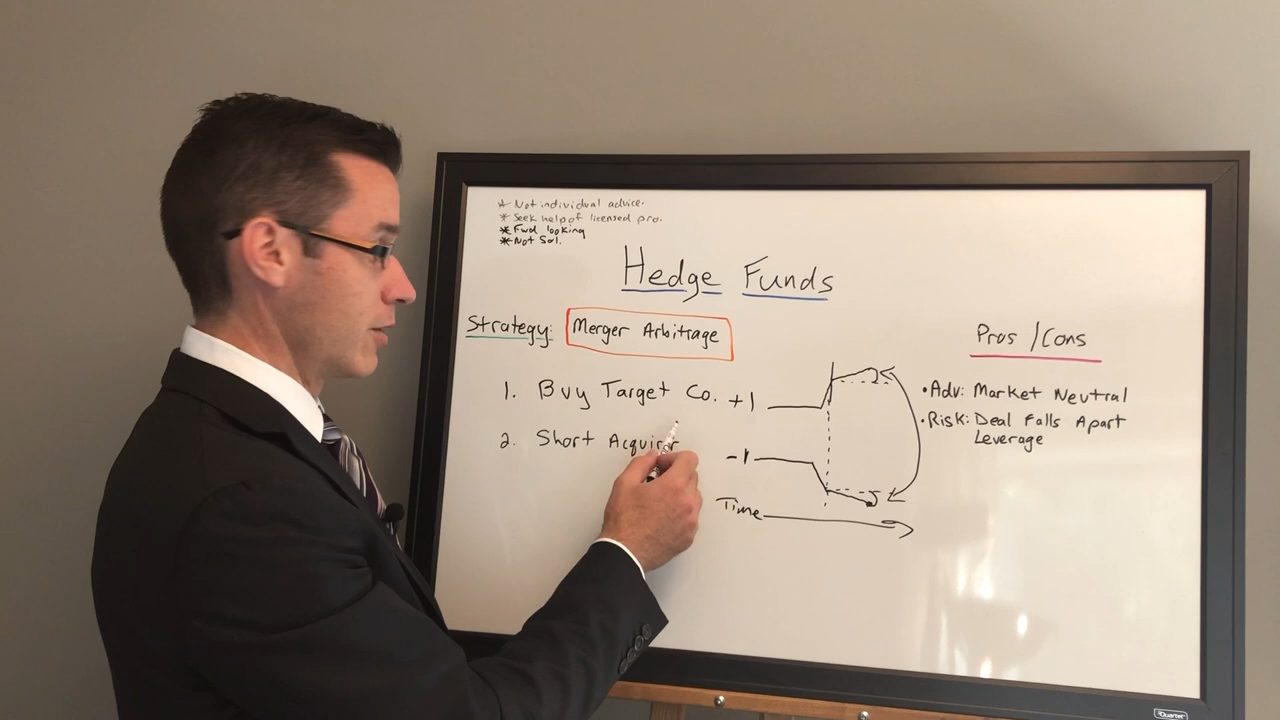 * Not individual advice.
* Seek help of licensed pro.
* Fwd looking
* Not Sol.
Hedge Funds
Strategy: Merger Arbitrage
1. Buy Target Co. +1
2. Short Acquirer
-1
Time
Pros/Cons
• Adv: Market Neutral
• Risk: Deal Falls Apart
Leverage
Quartet